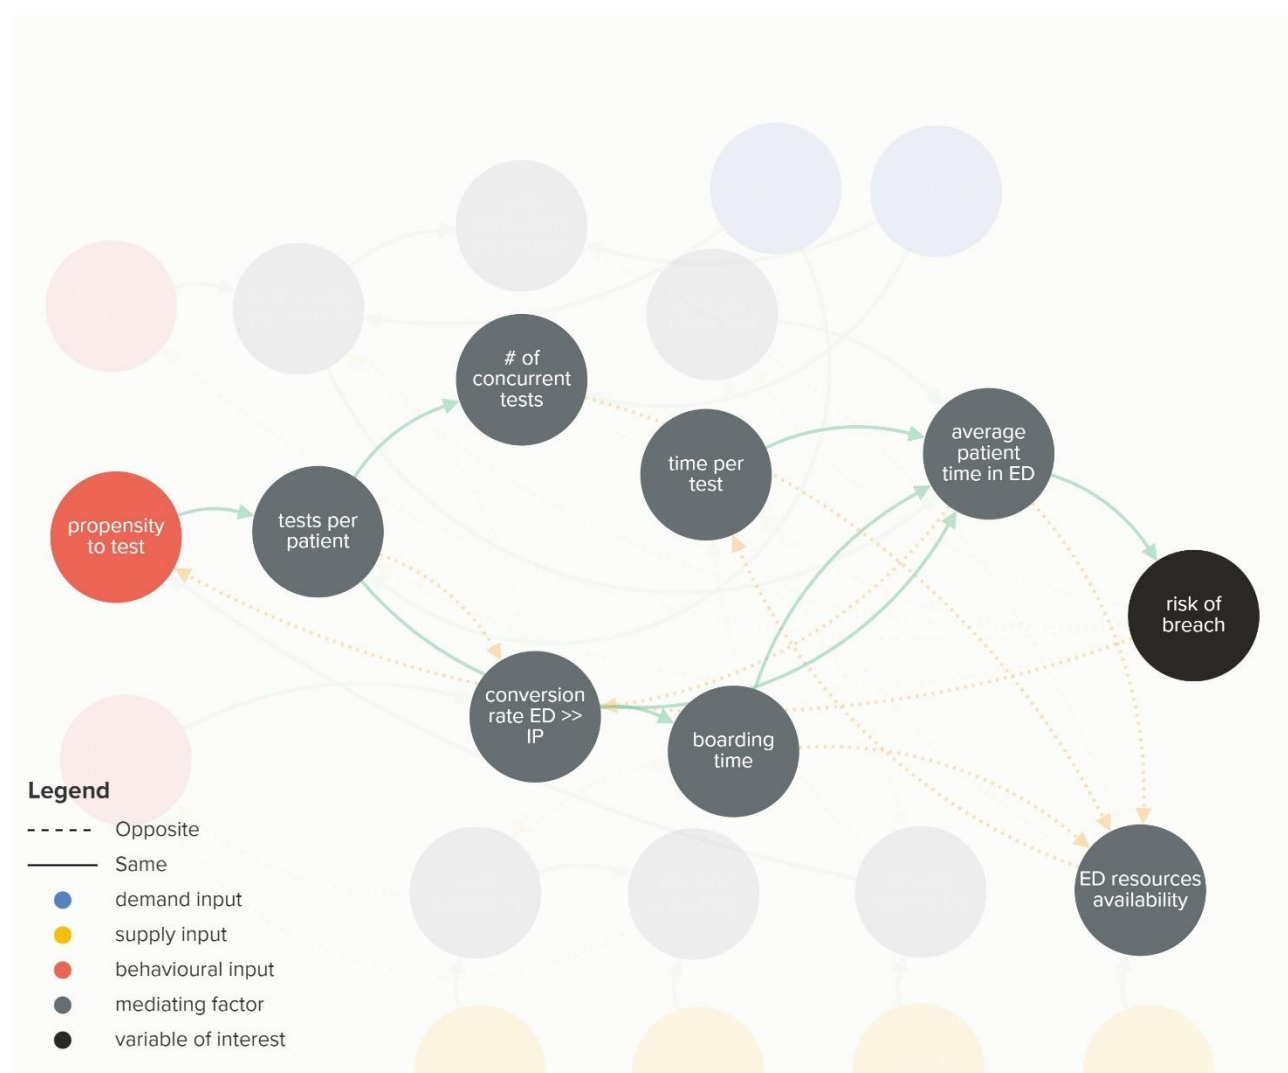 # of
concurrent
tests
average
patient
time in ED
time per
test
propensity
to test
tests per
patient
risk of
breach
conversion
rate ED >>
IP
boarding
time
ED resources
availability
Legend
Opposite
Same
demand input
supply input
behavioural input
mediating factor
variable of interest